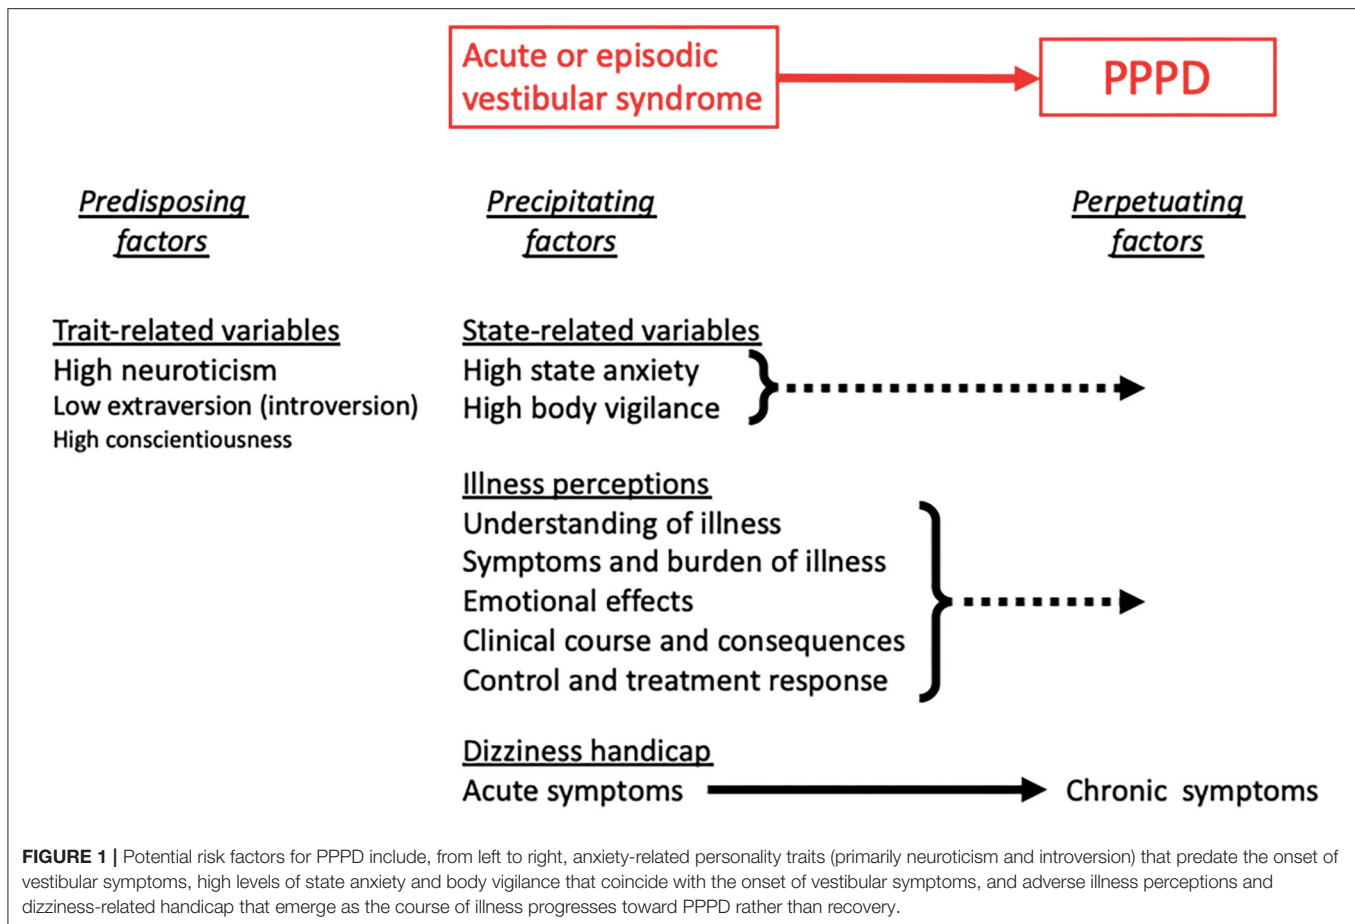 Acute or episodic
vestibular syndrome
PPPD
Predisposing
factors
Precipitating
factors
Perpetuating
factors
Trait-related variables
High neuroticism
Low extraversion (introversion)
High conscientiousness
State-related variables
High state anxiety
High body vigilance
Illness perceptions
Understanding of illness
Symptoms and burden of illness
Emotional effects
Clinical course and consequences
Control and treatment response
Dizziness handicap
Acute symptoms
Chronic symptoms
FIGURE 1 | Potential risk factors for PPPD include, from left to right, anxiety-related personality traits (primarily neuroticism and introversion) that predate the onset of
vestibular symptoms, high levels of state anxiety and body vigilance that coincide with the onset of vestibular symptoms, and adverse illness perceptions and
dizziness-related handicap that emerge as the course of illness progresses toward PPPD rather than recovery.